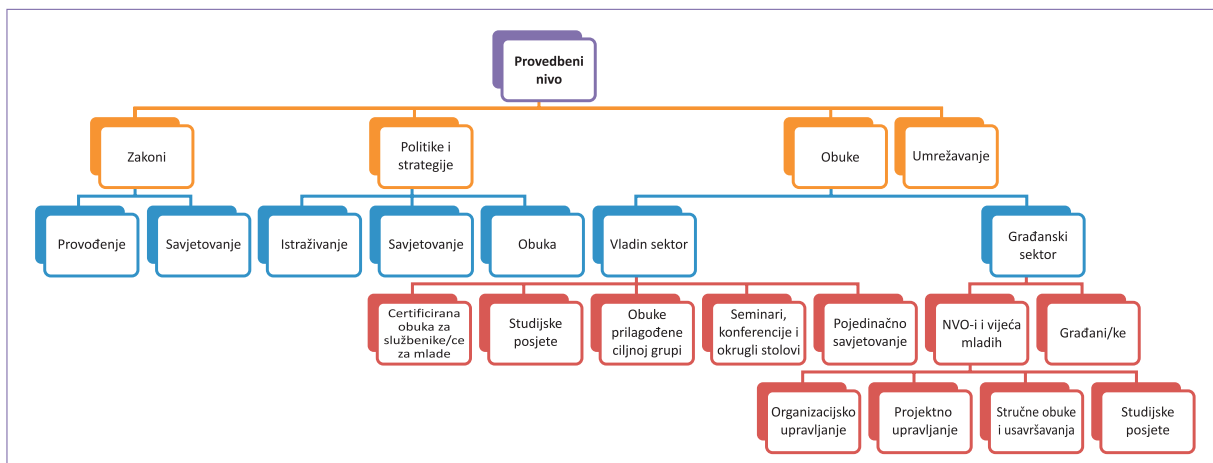 Provedbeni
nivo
Zakoni
Politike i
strategije
Obuke
Umrežavanje
Provođenje
Savjetovanje
Istraživanje
Savjetovanje
Obuka
Vladin sektor
Građanski
sektor
Certificirana
obuka za
službenike/ce
za mlade
Studijske
posjete
Obuke
prilagođene
ciljnoj grupi
Seminari,
konferencije i
okrugli stolovi
Pojedinačno
savjetovanje
NVO-i i vijeća
mladih
Građani/ke
Organizacijsko
upravljanje
Projektno
upravljanje
Stručne obuke
i usavršavanja
Studijske
posjete